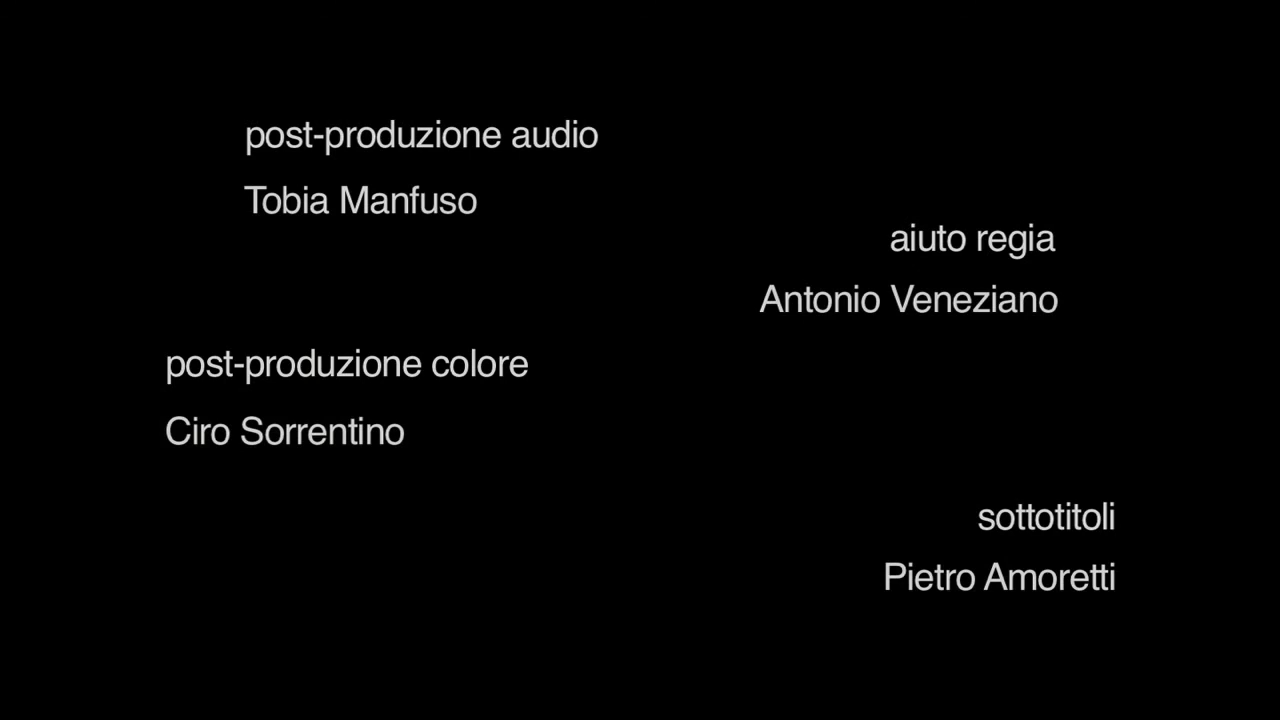 post-produzione audio
Tobia Manfuso
aiuto regia
Antonio Veneziano
post-produzione colore
Ciro Sorrentino
sottotitoli
Pietro Amoretti